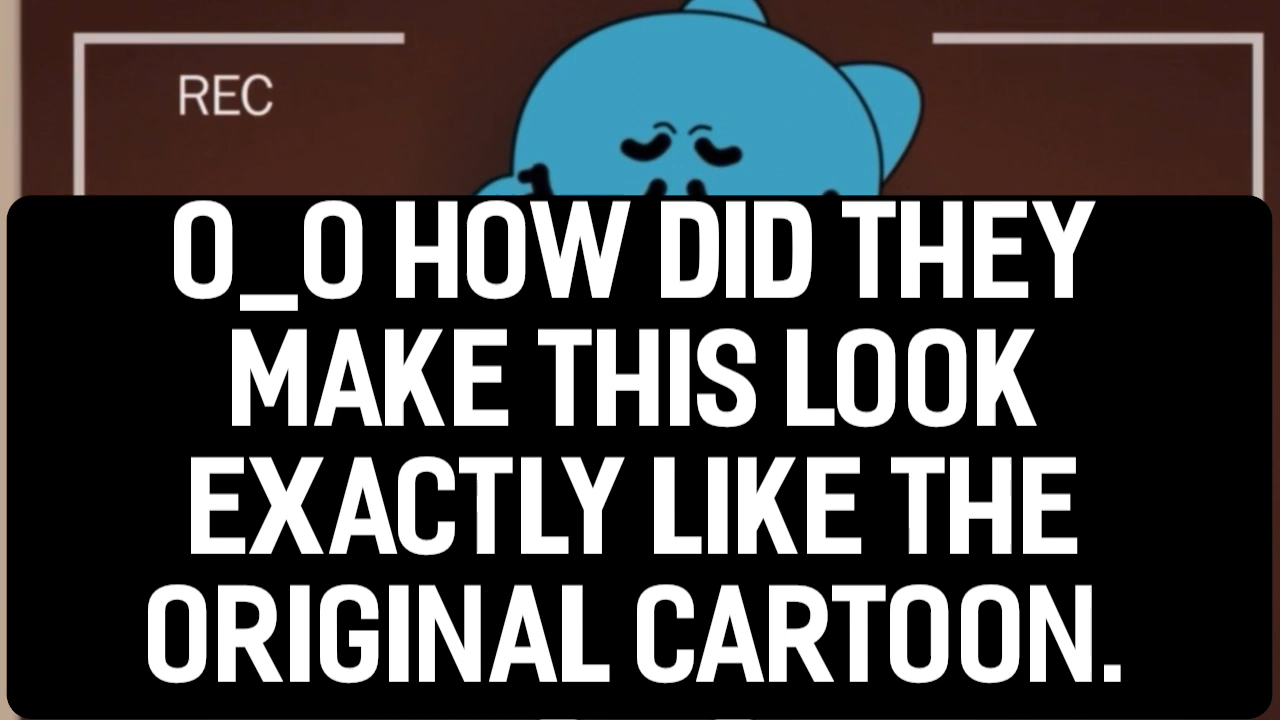 REC
O_O HOW DID THEY
MAKE THIS LOOK
EXACTLY LIKE THE
ORIGINAL CARTOON.